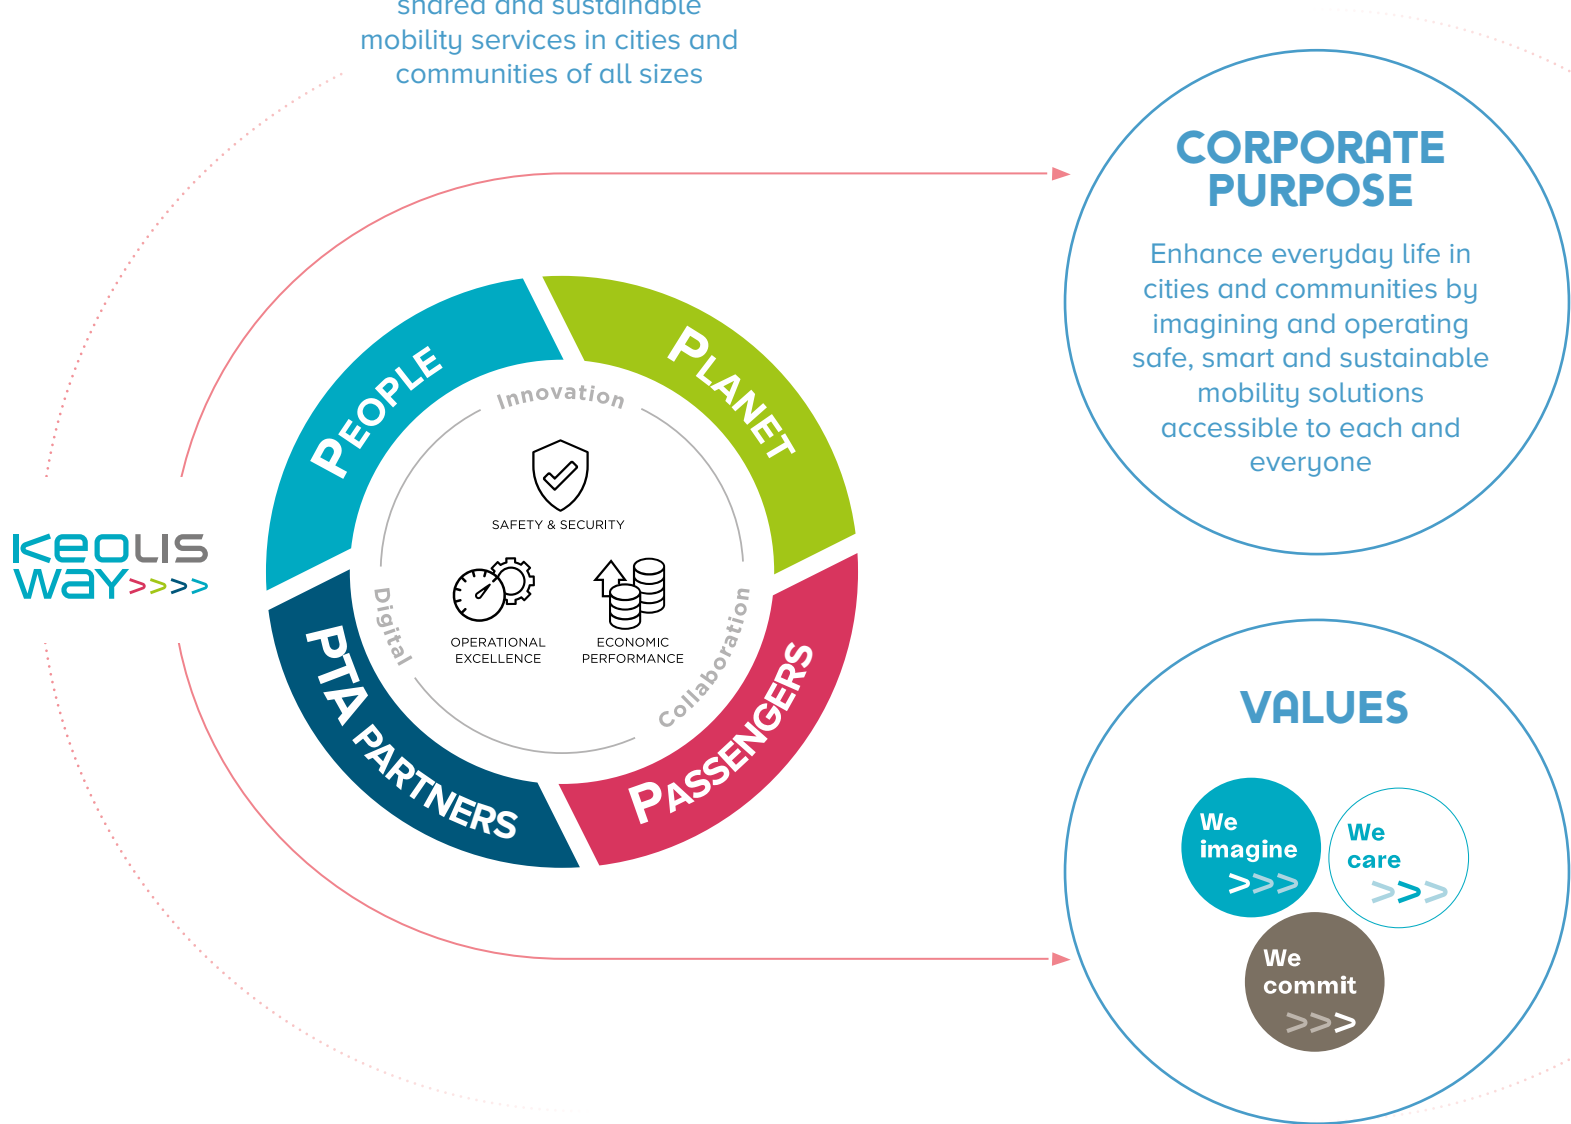 shared and sustainable
mobility services in cities and
communities of all sizes
CORPORATE
PURPOSE
Enhance everyday life in
cities and communities by
imagining and operating
safe, smart and sustainable
mobility solutions
accessible to each and
everyone
KEOLIS
WAY>>>>
PEOPLE
PLANET
PTA PARTNERS
PASSENGERS
Innovation
Digital
Collaboration
SAFETY & SECURITY
OPERATIONAL
EXCELLENCE
ECONOMIC
PERFORMANCE
VALUES
We
imagine
>>>
We
care
>>>
We
commit
>>>